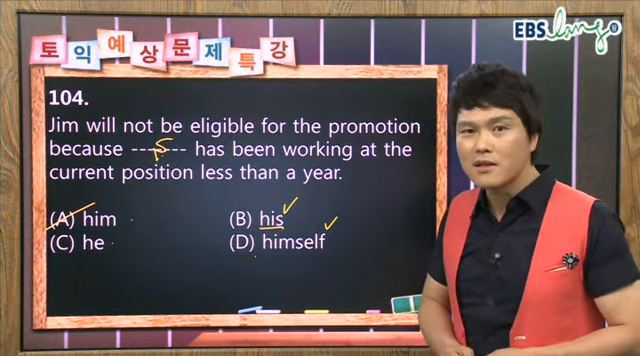 토익예상문제특강
EBSlang
104.
Jim will not be eligible for the promotion
because ------- has been working at the
current position less than a year.
(A) him
(B) his
(C) he
(D) himself